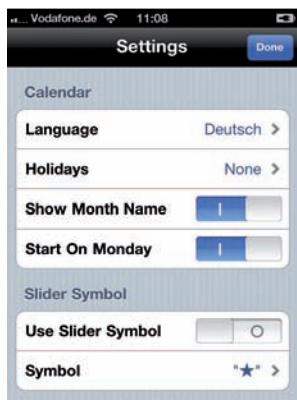 ... Vodafone.de 11:08
Settings Done
Calendar
Language Deutsch >
Holidays None >
Show Month Name I
Start On Monday I
Slider Symbol
Use Slider Symbol O
Symbol "★" >